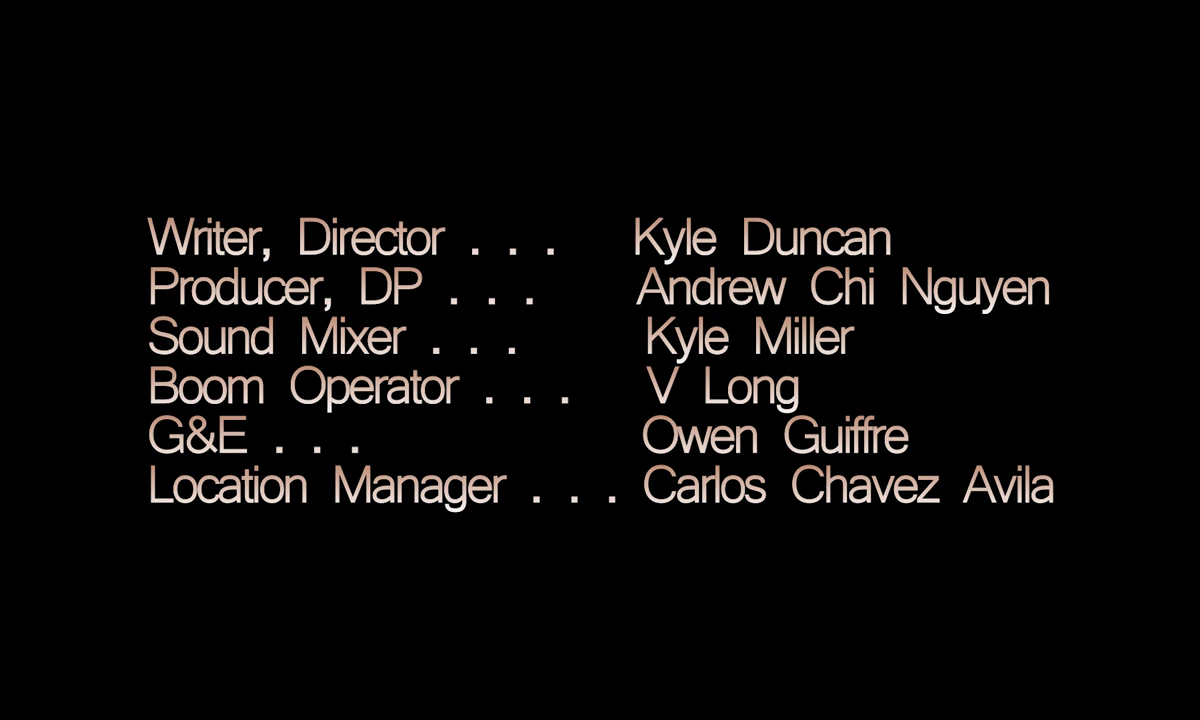 Writer, Director . . . Kyle Duncan
Producer, DP . . . Andrew Chi Nguyen
Sound Mixer . . . Kyle Miller
Boom Operator . . . V Long
G&E . . . Owen Guiffre
Location Manager . . . Carlos Chavez Avila